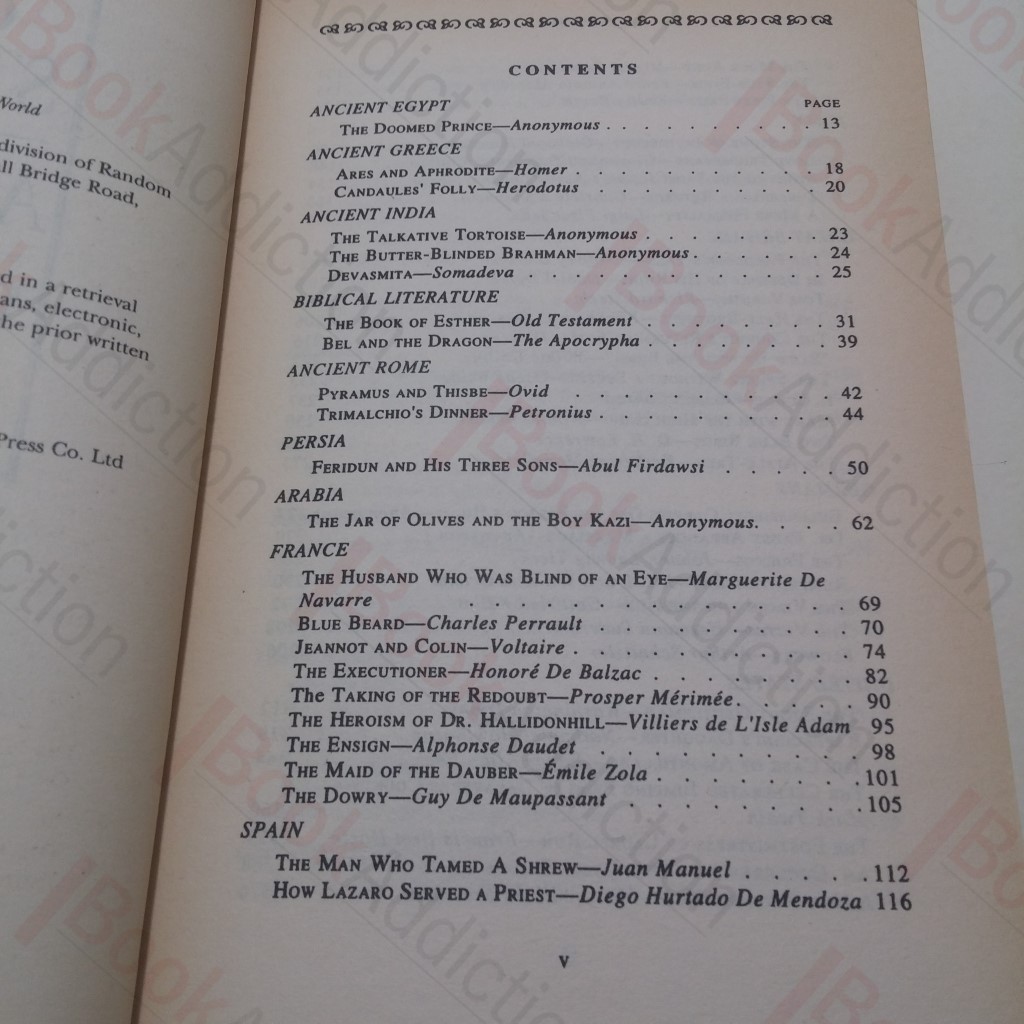 World
division of Random
ll Bridge Road,
d in a retrieval
ans, electronic,
he prior written
Press Co. Ltd
CONTENTS
ANCIENT EGYPT PAGE
THE DOOMED PRINCE—Anonymous . . . . . . . . . . 13
ANCIENT GREECE
ARES AND APHRODITE—Homer . . . . . . . . . . . 18
CANDAULES' FOLLY—Herodotus . . . . . . . . . . 20
ANCIENT INDIA
THE TALKATIVE TORTOISE—Anonymous . . . . . . . . 23
THE BUTTER-BLINDED BRAHMAN—Anonymous . . . . . . 24
DEVASMITA—Somadeva . . . . . . . . . . . . 25
BIBLICAL LITERATURE
THE BOOK OF ESTHER—Old Testament . . . . . . . . 31
BEL AND THE DRAGON—The Apocrypha . . . . . . . . 39
ANCIENT ROME
PYRAMUS AND THISBE—Ovid . . . . . . . . . . 42
TRIMALCHIO'S DINNER—Petronius . . . . . . . . . . 44
PERSIA
FERIDUN AND HIS THREE SONS—Abul Firdawsi . . . . . 50
ARABIA
THE JAR OF OLIVES AND THE BOY KAZI—Anonymous. . . . . 62
FRANCE
THE HUSBAND WHO WAS BLIND OF AN EYE—Marguerite De
Navarre . . . . . . . . . . . . . . . 69
BLUE BEARD—Charles Perrault . . . . . . . . . . 70
JEANNOT AND COLIN—Voltaire . . . . . . . . . . . 74
THE EXECUTIONER—Honoré De Balzac . . . . . . . . 82
The TAKING OF THE REDOUBT—Prosper Mérimée. . . . . . 90
THE HEROISM OF DR. HALLIDONHILL—Villiers de L'Isle Adam 95
THE ENSIGN—Alphonse Daudet . . . . . . . . . . 98
THE MAID OF THE DAUBER—Émile Zola . . . . . . . . 101
THE DOWRY—Guy De Maupassant . . . . . . . . . 105
SPAIN
THE MAN WHO TAMED A SHREW—Juan Manuel . . . . . 112
HOW LAZARO SERVED A PRIEST—Diego Hurtado De Mendoza 116
v
BookAddiction